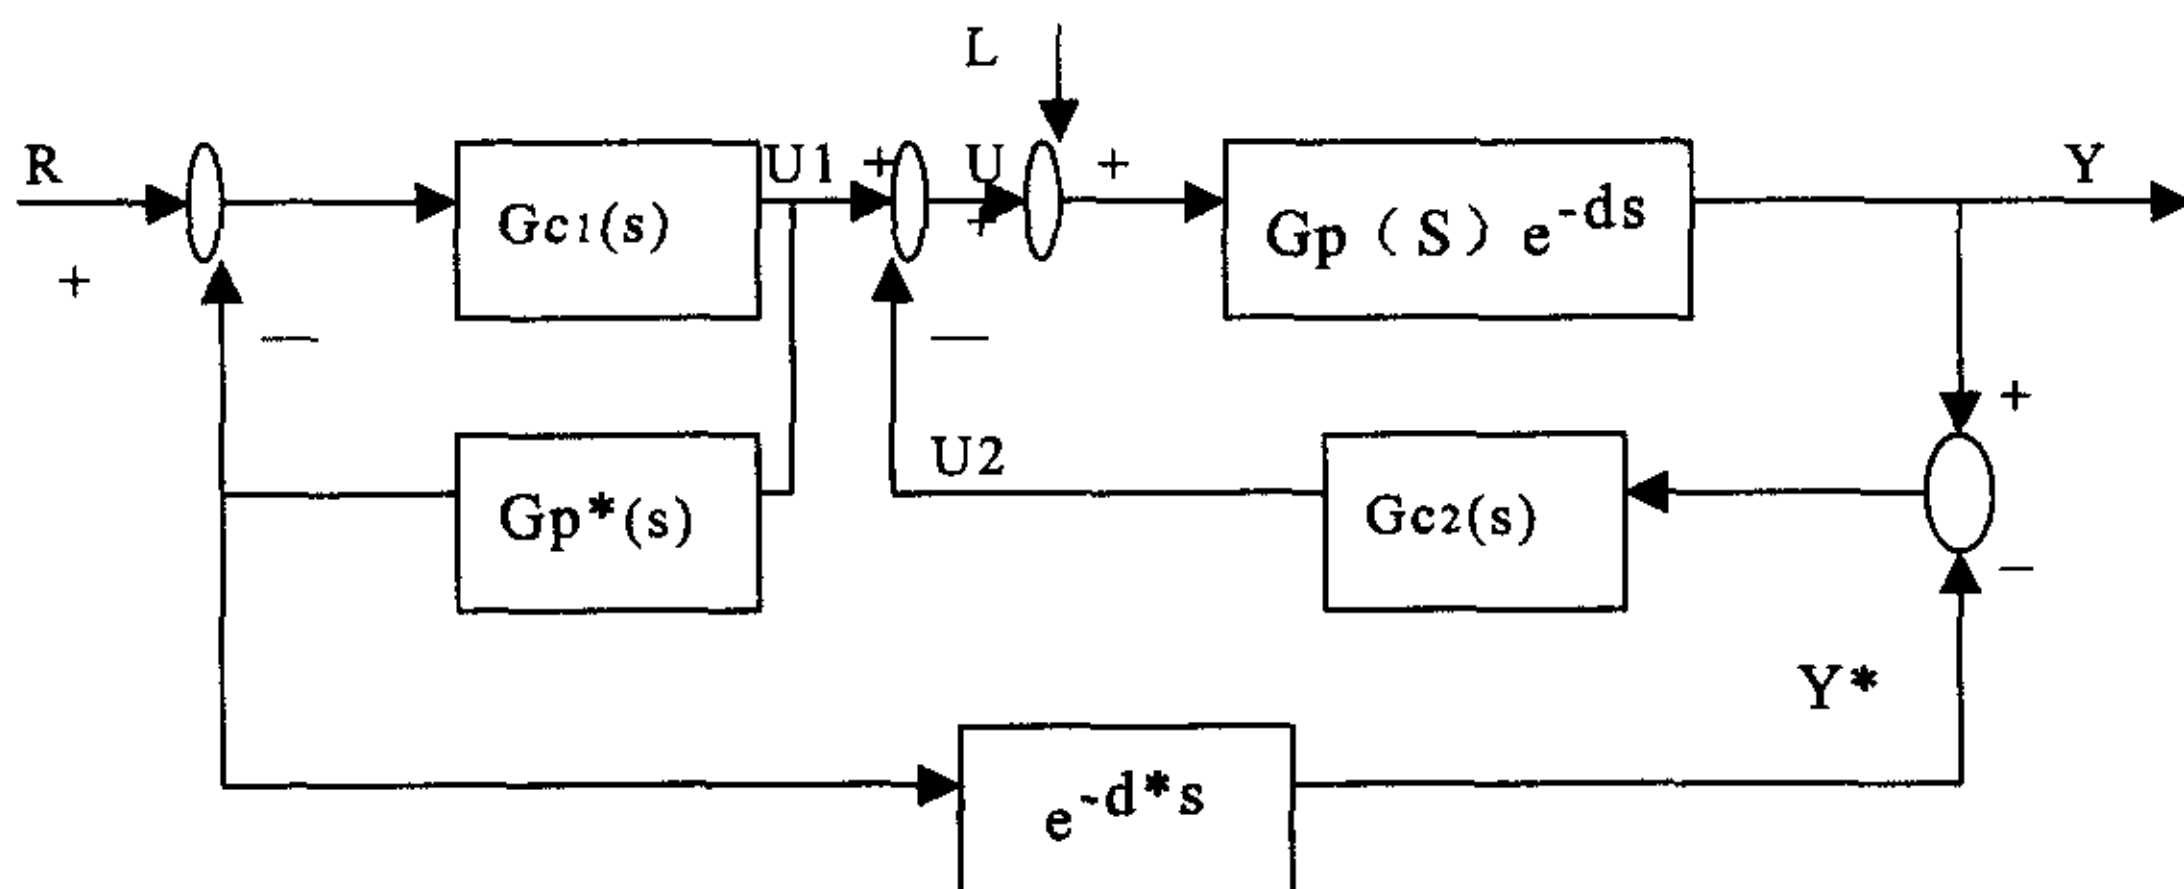 L
R
+
Gc1(s)
U1
+
U
+
+
Gp（S）e^-ds
Y
—
—
+
Gp*(s)
U2
Gc2(s)
—
Y*
e^-d*s